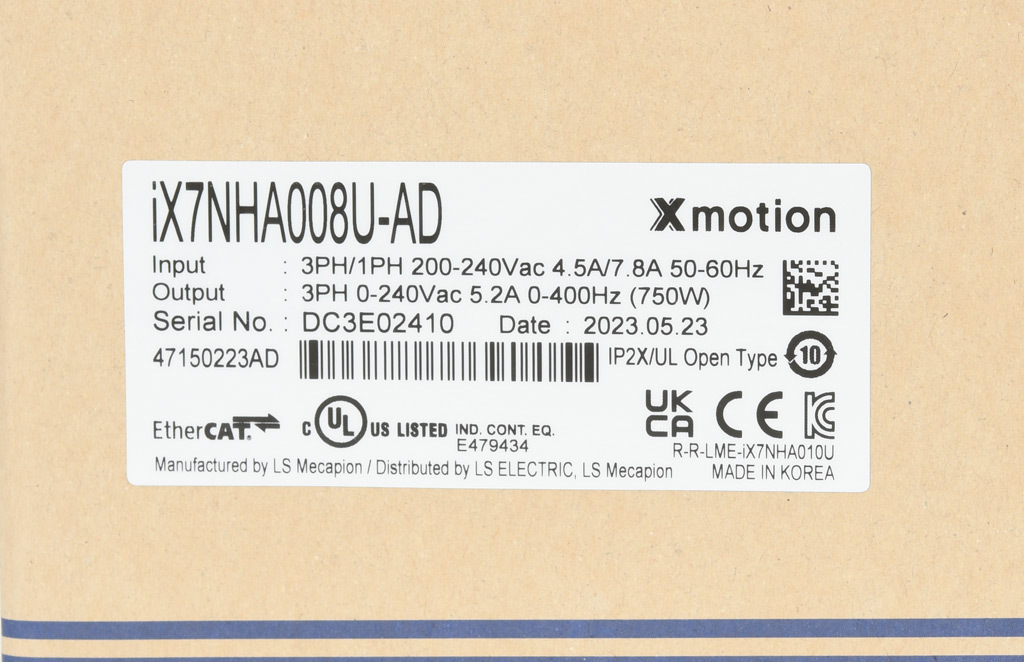 iX7NHA008U-AD
Xmotion
Input : 3PH/1PH 200-240Vac 4.5A/7.8A 50-60Hz
Output : 3PH 0-240Vac 5.2A 0-400Hz (750W)
Serial No. : DC3E02410 Date : 2023.05.23
47150223AD IP2X/UL Open Type 10
EtherCAT. c UL US LISTED IND. CONT. EQ.
E479434
UK CA CE KC
R-R-LME-iX7NHA010U
Manufactured by LS Mecapion / Distributed by LS ELECTRIC, LS Mecapion MADE IN KOREA